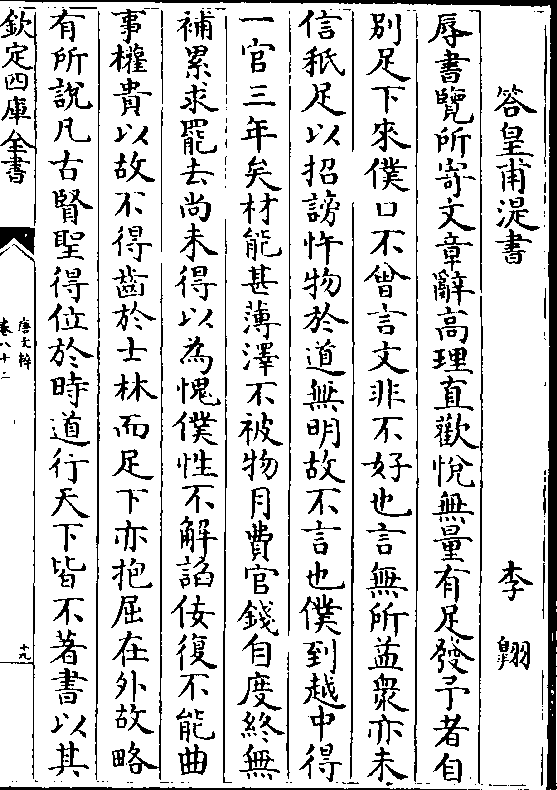 答皇甫湜書 李翺
辱書覽所寄文章辭高理直歡悅無量有足發予者自
別足下來僕口不曾言文非不好也言無所益衆亦未
信秪足以招謗忤物於道無明故不言也僕到越中得
一官三年矣材能甚薄澤不被物月費官錢自度終無
補累求罷去尚未得以為愧僕性不解諂佞復不能曲
事權貴以故不得齒於士林而足下亦抱屈在外故略
有所說凡古賢聖得位於時道行天下皆不著書以其
欽定四庫全書
唐文粹
卷八十二
十九